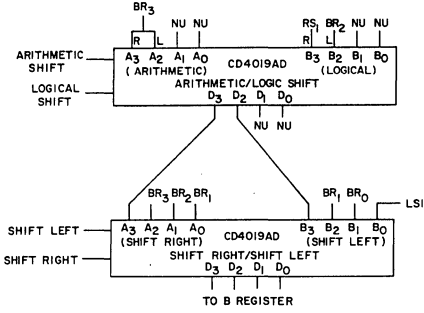 BR3
NU NU
RS1 BR2 NU NU
R L
R L
ARITHMETIC SHIFT
A3 A2 A1 A0
CD4019AD
B3 B2 B1 B0
(ARITHMETIC)
(LOGICAL)
ARITHMETIC/LOGIC SHIFT
LOGICAL SHIFT
D3 D2 D1 D0
NU NU
BR3 BR2 BR1
BR1 BR0
LSI
SHIFT LEFT
A3 A2 A1 A0
CD4019AD
B3 B2 B1 B0
(SHIFT RIGHT)
(SHIFT LEFT)
SHIFT RIGHT
SHIFT RIGHT/SHIFT LEFT
D3 D2 D1 D0
TO B REGISTER